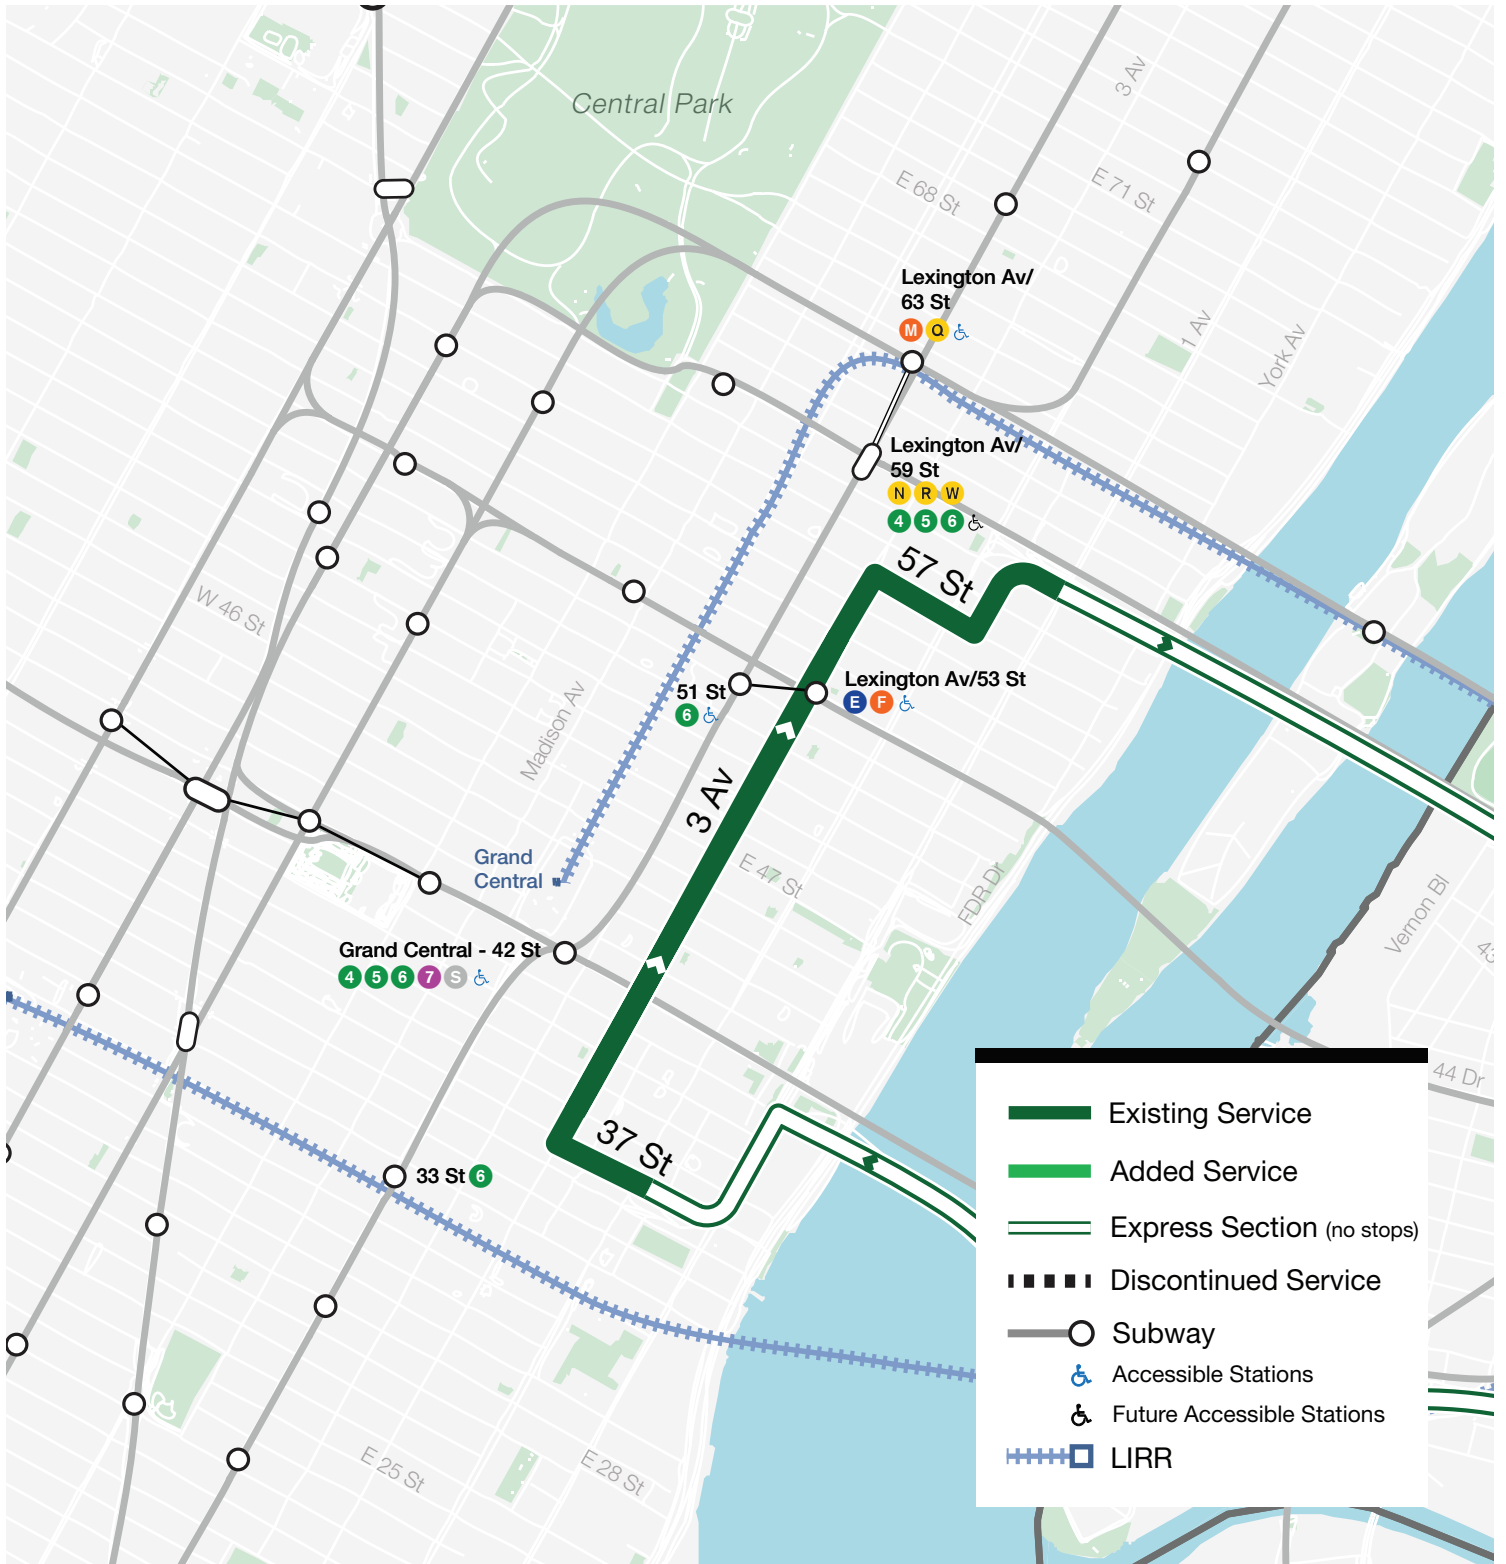 Central Park
3 Av
E 68 St
E 71 St
Lexington Av/
63 St
M Q
1 Av
York Av
Lexington Av/
59 St
N R W
4 5 6
57 St
W 46 St
Madison Av
51 St
6
Lexington Av/53 St
E F
3 Av
Grand
Central
E 47 St
FDR Dr
Vernon Bl
43
Grand Central - 42 St
4 5 6 7 S
44 Dr
37 St
33 St 6
E 25 St
E 28 St
Existing Service
Added Service
Express Section (no stops)
Discontinued Service
Subway
Accessible Stations
Future Accessible Stations
LIRR